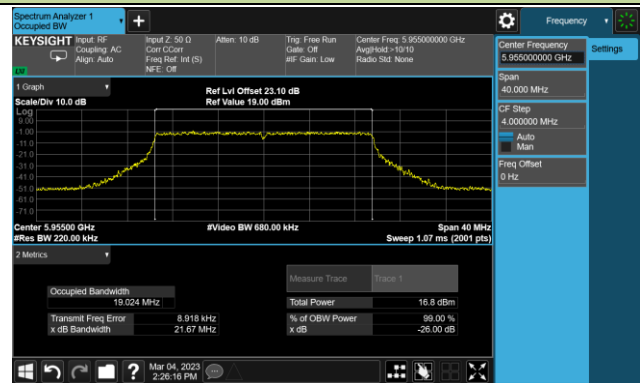 Spectrum Analyzer 1
Occupied BW
Frequency
KEYSIGHT
Input: RF
Coupling: AC
Align: Auto
Input Z: 50 Ω
Corr CCorr
Freq Ref: Int (S)
NFE: Off
Atten: 10 dB
Trig: Free Run
Gate: Off
#IF Gain: Low
Center Freq: 5.955000000 GHz
Avg|Hold:>10/10
Radio Std: None
Center Frequency
5.955000000 GHz
Settings
Span
40.000 MHz
CF Step
4.000000 MHz
Auto
Man
Freq Offset
0 Hz
1 Graph
Scale/Div 10.0 dB
Ref Lvl Offset 23.10 dB
Ref Value 19.00 dBm
Log
9.00
-1.00
-11.0
-21.0
-31.0
-41.0
-51.0
-61.0
-71.0
Center 5.95500 GHz
#Res BW 220.00 kHz
#Video BW 680.00 kHz
Span 40 MHz
Sweep 1.07 ms (2001 pts)
2 Metrics
Measure Trace
Trace 1
Occupied Bandwidth
19.024 MHz
Total Power
16.8 dBm
Transmit Freq Error
8.918 kHz
% of OBW Power
99.00 %
x dB Bandwidth
21.67 MHz
x dB
-26.00 dB
Mar 04, 2023
2:26:16 PM